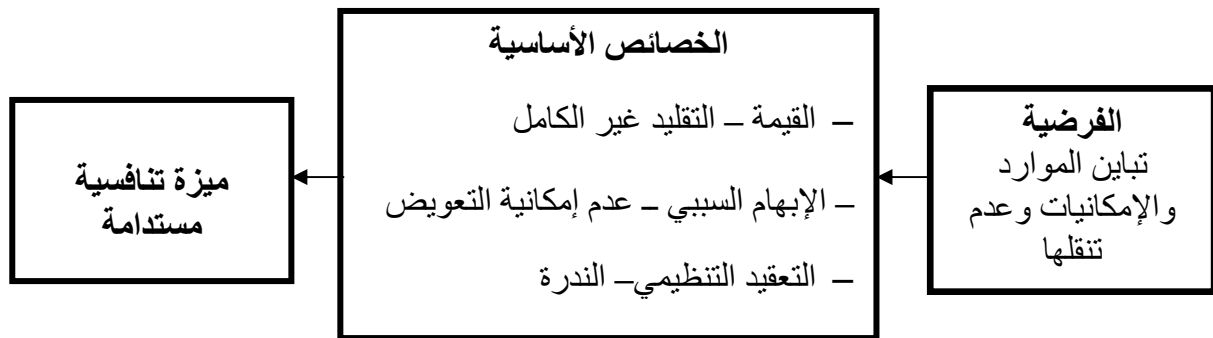 الفرضية
تباين الموارد
والإمكانيات وعدم
تنقلها
الخصائص الأساسية
– القيمة – التقليد غير الكامل
– الإبهام السببي – عدم إمكانية التعويض
– التعقيد التنظيمي– الندرة
ميزة تنافسية
مستدامة